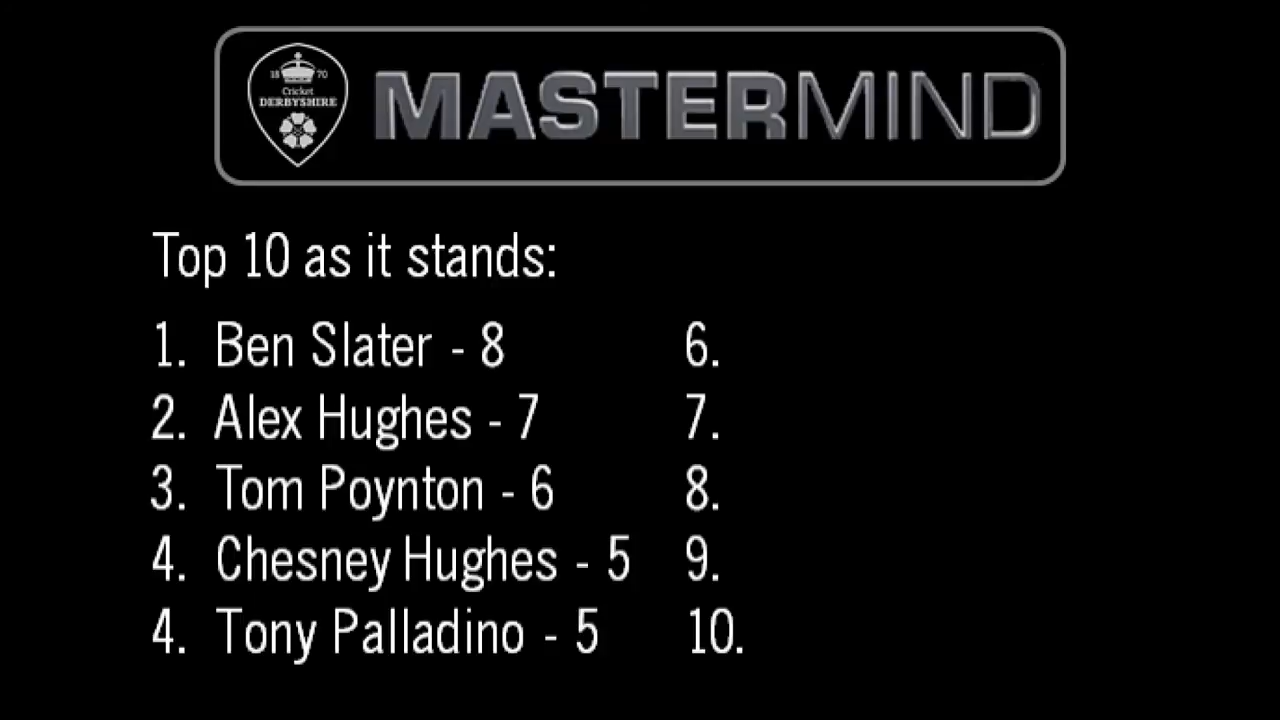 18 70
Cricket
DERBYSHIRE
MASTERMIND
Top 10 as it stands:
1. Ben Slater - 8
2. Alex Hughes - 7
3. Tom Poynton - 6
4. Chesney Hughes - 5
4. Tony Palladino - 5
6.
7.
8.
9.
10.